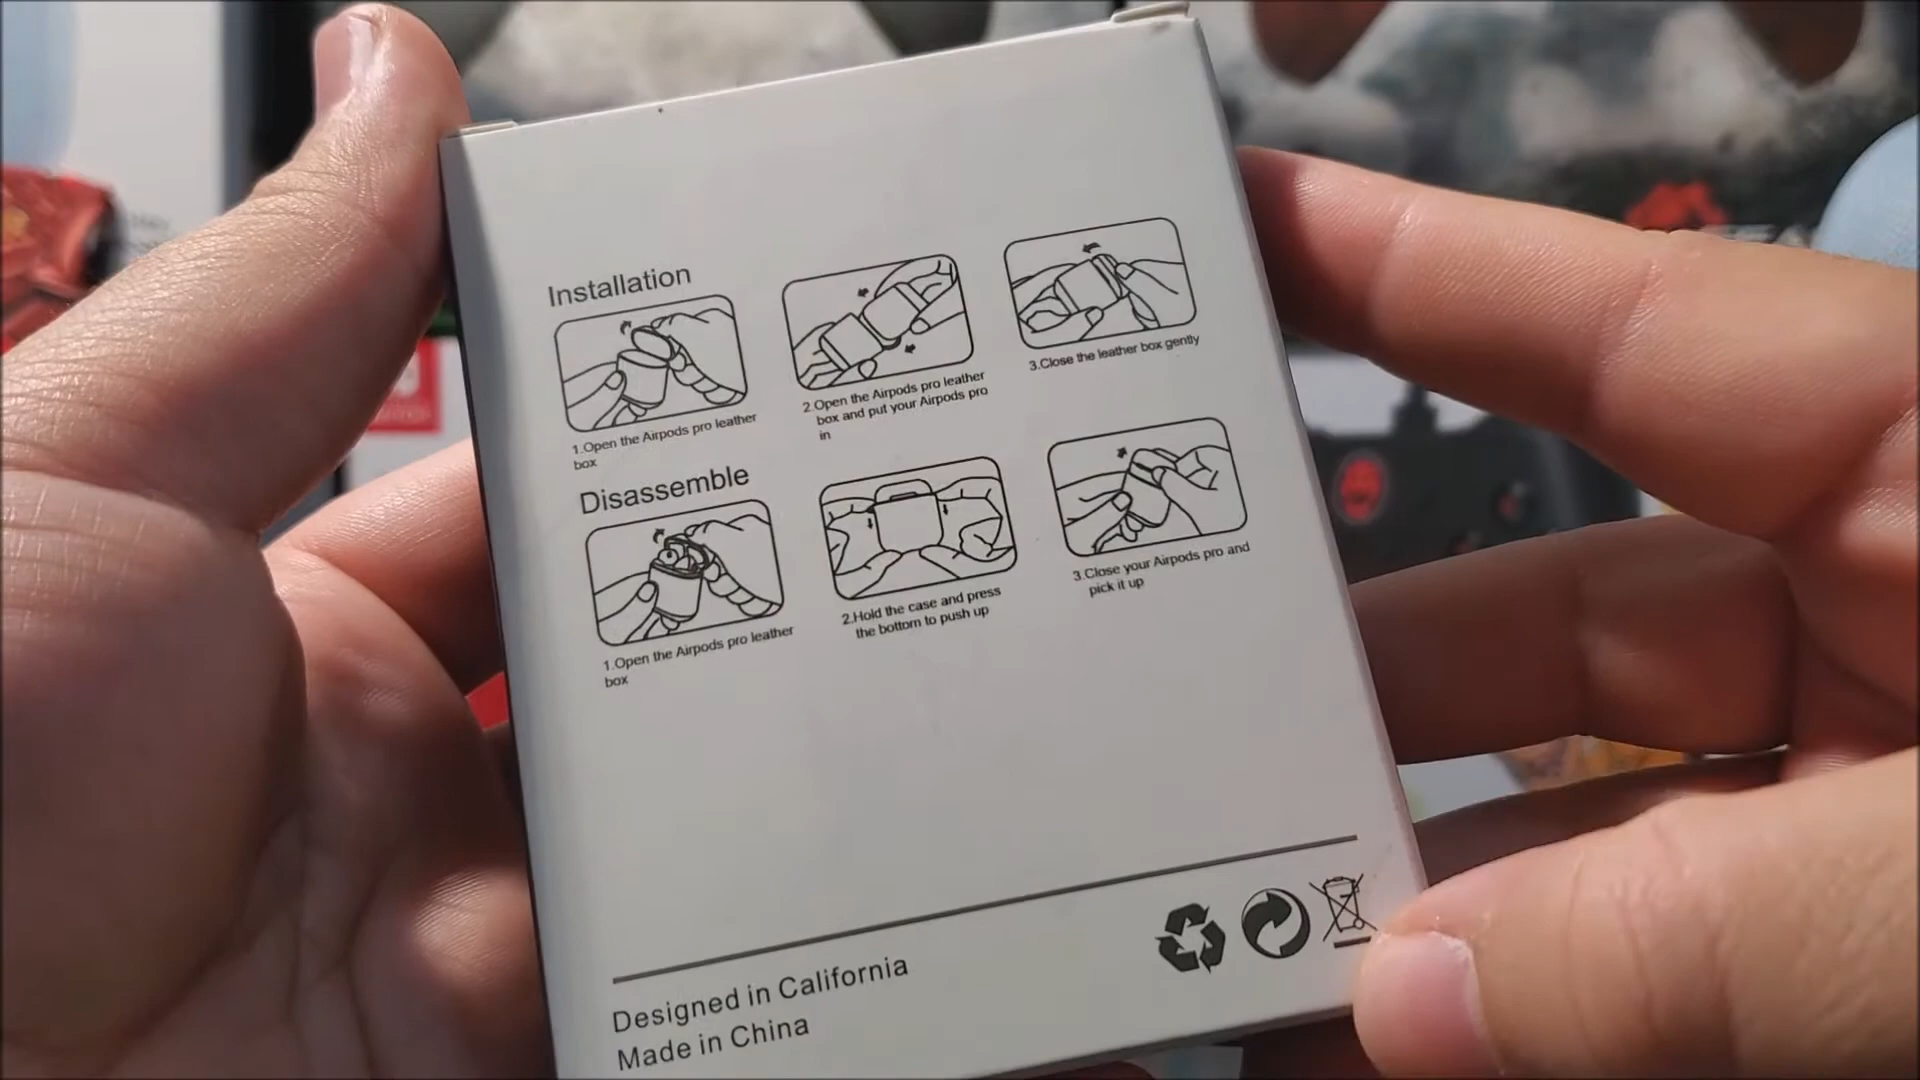 Installation
1.Open the Airpods pro leather
box
2.Open the Airpods pro leather
box and put your Airpods pro
in
3.Close the leather box gently
Disassemble
1.Open the Airpods pro leather
box
2.Hold the case and press
the bottom to push up
3.Close your Airpods pro and
pick it up
Designed in California
Made in China